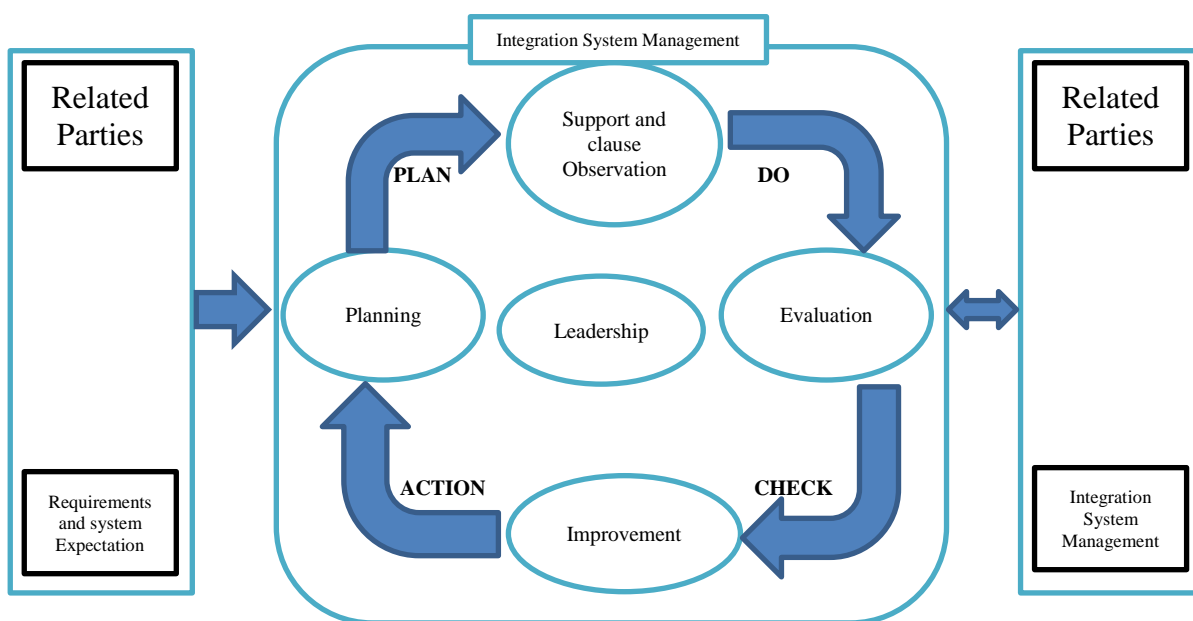 Integration System Management
Related
Parties
Requirements
and system
Expectation
Support and
clause
Observation
PLAN
DO
Planning
Leadership
Evaluation
ACTION
CHECK
Improvement
Related
Parties
Integration
System
Management